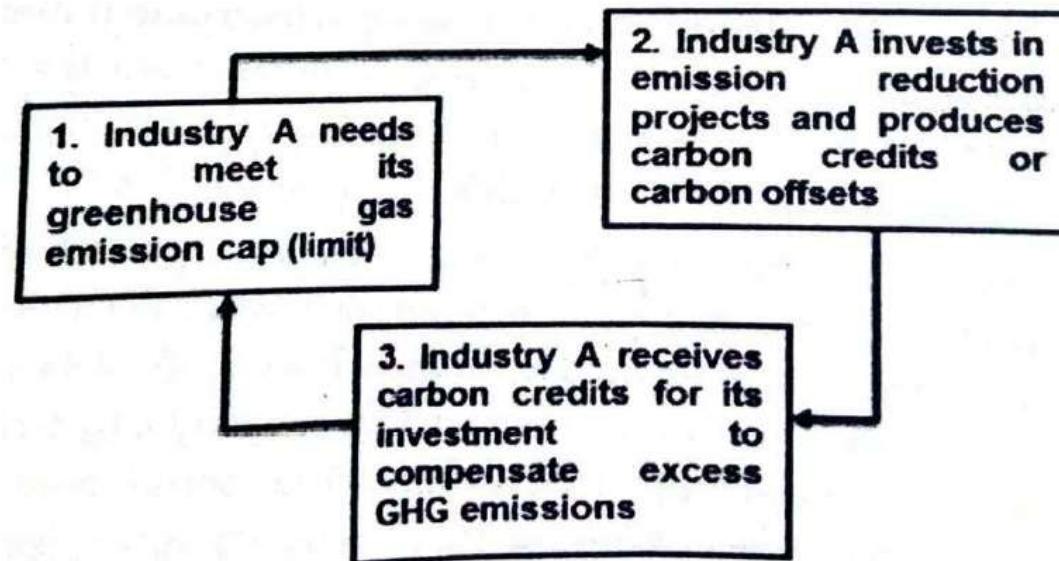 1. Industry A needs
to meet its
greenhouse gas
emission cap (limit)
2. Industry A invests in
emission reduction
projects and produces
carbon credits or
carbon offsets
3. Industry A receives
carbon credits for its
investment to
compensate excess
GHG emissions